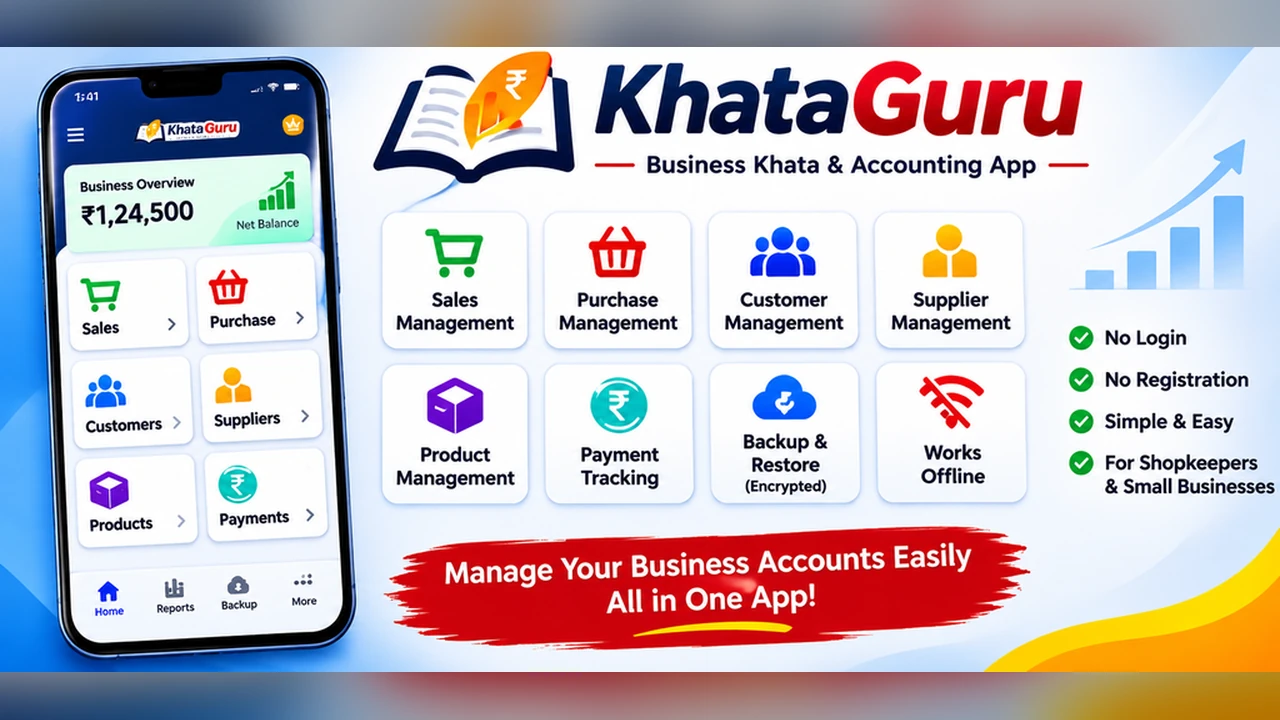 1:41
KhataGuru
Business Overview
₹1,24,500
Net Balance
Sales
Purchase
Customers
Suppliers
Products
Payments
Home
Reports
Backup
More
₹
KhataGuru
Business Khata & Accounting App
Sales
Management
Purchase
Management
Customer
Management
Supplier
Management
Product
Management
₹
Payment
Tracking
Backup &
Restore
(Encrypted)
Works
Offline
No Login
No Registration
Simple & Easy
For Shopkeepers
& Small Businesses
Manage Your Business Accounts Easily
All in One App!